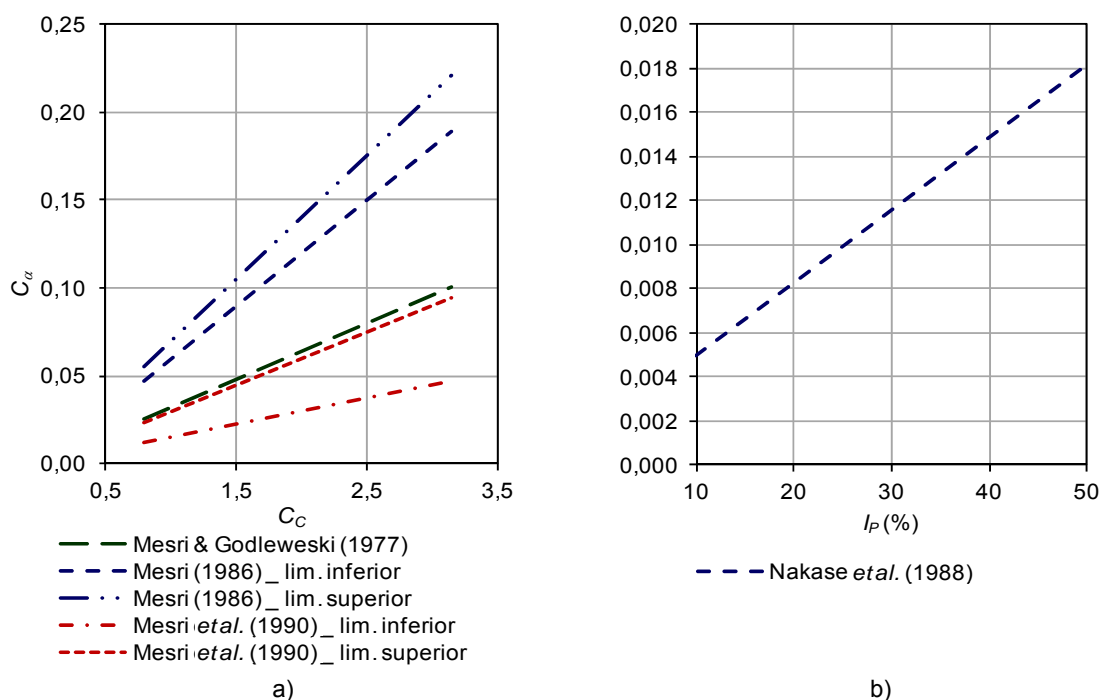 0,25
0,20
0,15
0,10
0,05
0,00
C_α
0,5 1,5 2,5 3,5
C_C
Mesri & Godleweski (1977)
Mesri (1986)_ lim. inferior
Mesri (1986)_ lim. superior
Mesri et al. (1990)_ lim. inferior
Mesri et al. (1990)_ lim. superior
a)
0,020
0,018
0,016
0,014
0,012
0,010
0,008
0,006
0,004
0,002
0,000
10 20 30 40 50
I_P (%)
Nakase et al. (1988)
b)